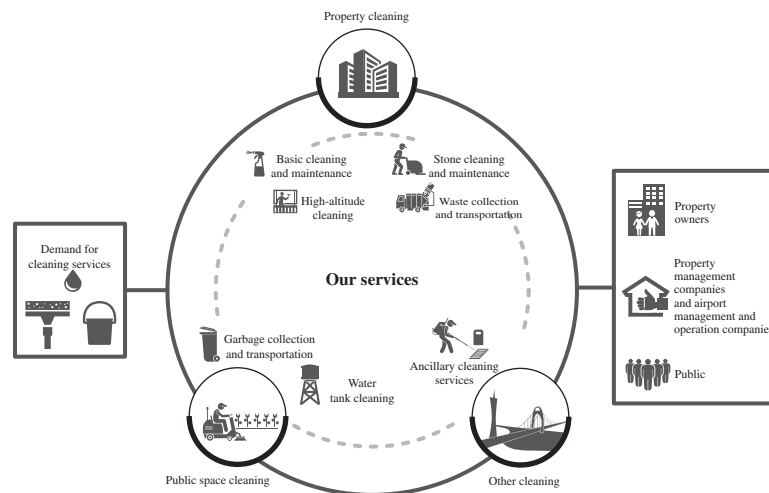 Property cleaning
Basic cleaning
and maintenance
Stone cleaning
and maintenance
High-altitude
cleaning
Waste collection
and transportation
Demand for
cleaning services
Our services
Property
owners
Property
management
companies
and airport
management and
operation companies
Public
Garbage collection
and transportation
Water
tank cleaning
Ancillary cleaning
services
Public space cleaning
Other cleaning